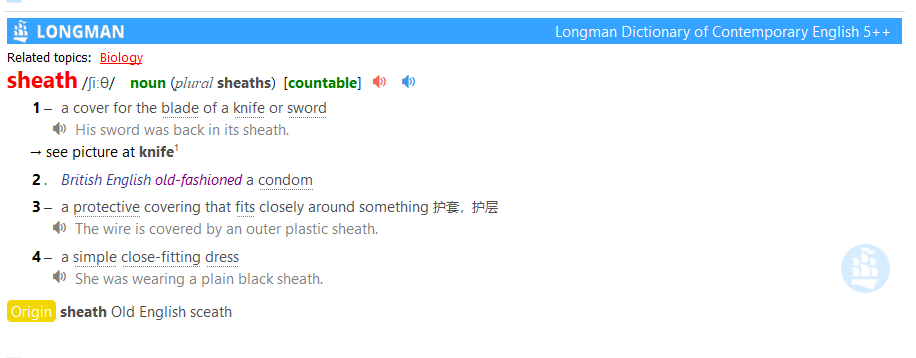 LONGMAN Longman Dictionary of Contemporary English 5++
Related topics: Biology
sheath /ʃiːθ/ noun (plural sheaths) [countable]
1 – a cover for the blade of a knife or sword
His sword was back in its sheath.
→ see picture at knife1
2 . British English old-fashioned a condom
3 – a protective covering that fits closely around something 护套，护层
The wire is covered by an outer plastic sheath.
4 – a simple close-fitting dress
She was wearing a plain black sheath.
Origin sheath Old English sceath